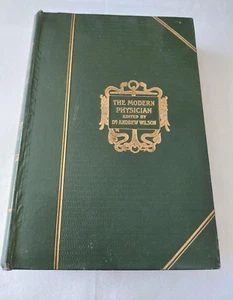 THE MODERN
PHYSICIAN
EDITED BY
DR ANDREW WILSON